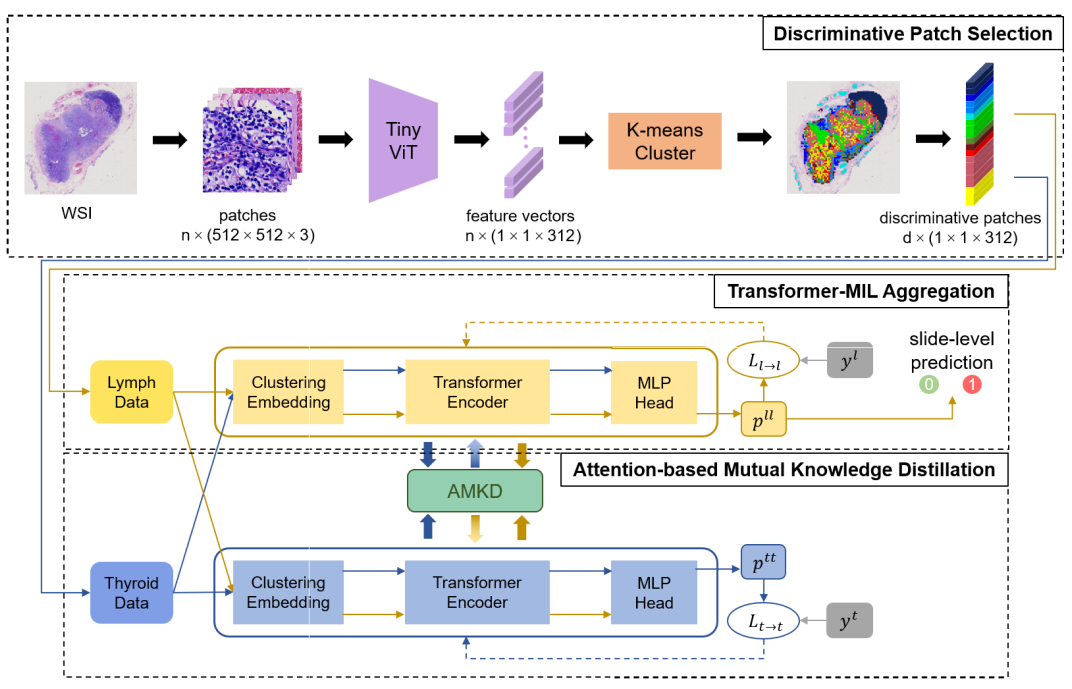 Discriminative Patch Selection
Tiny
ViT
K-means
Cluster
WSI
patches
n × (512 × 512 × 3)
feature vectors
n × (1 × 1 × 312)
discriminative patches
d × (1 × 1 × 312)
Transformer-MIL Aggregation
Lymph
Data
Clustering
Embedding
Transformer
Encoder
MLP
Head
L_{l→l}
y^l
p^{ll}
slide-level
prediction
0 1
Attention-based Mutual Knowledge Distillation
AMKD
Thyroid
Data
Clustering
Embedding
Transformer
Encoder
MLP
Head
p^{tt}
L_{t→t}
y^t